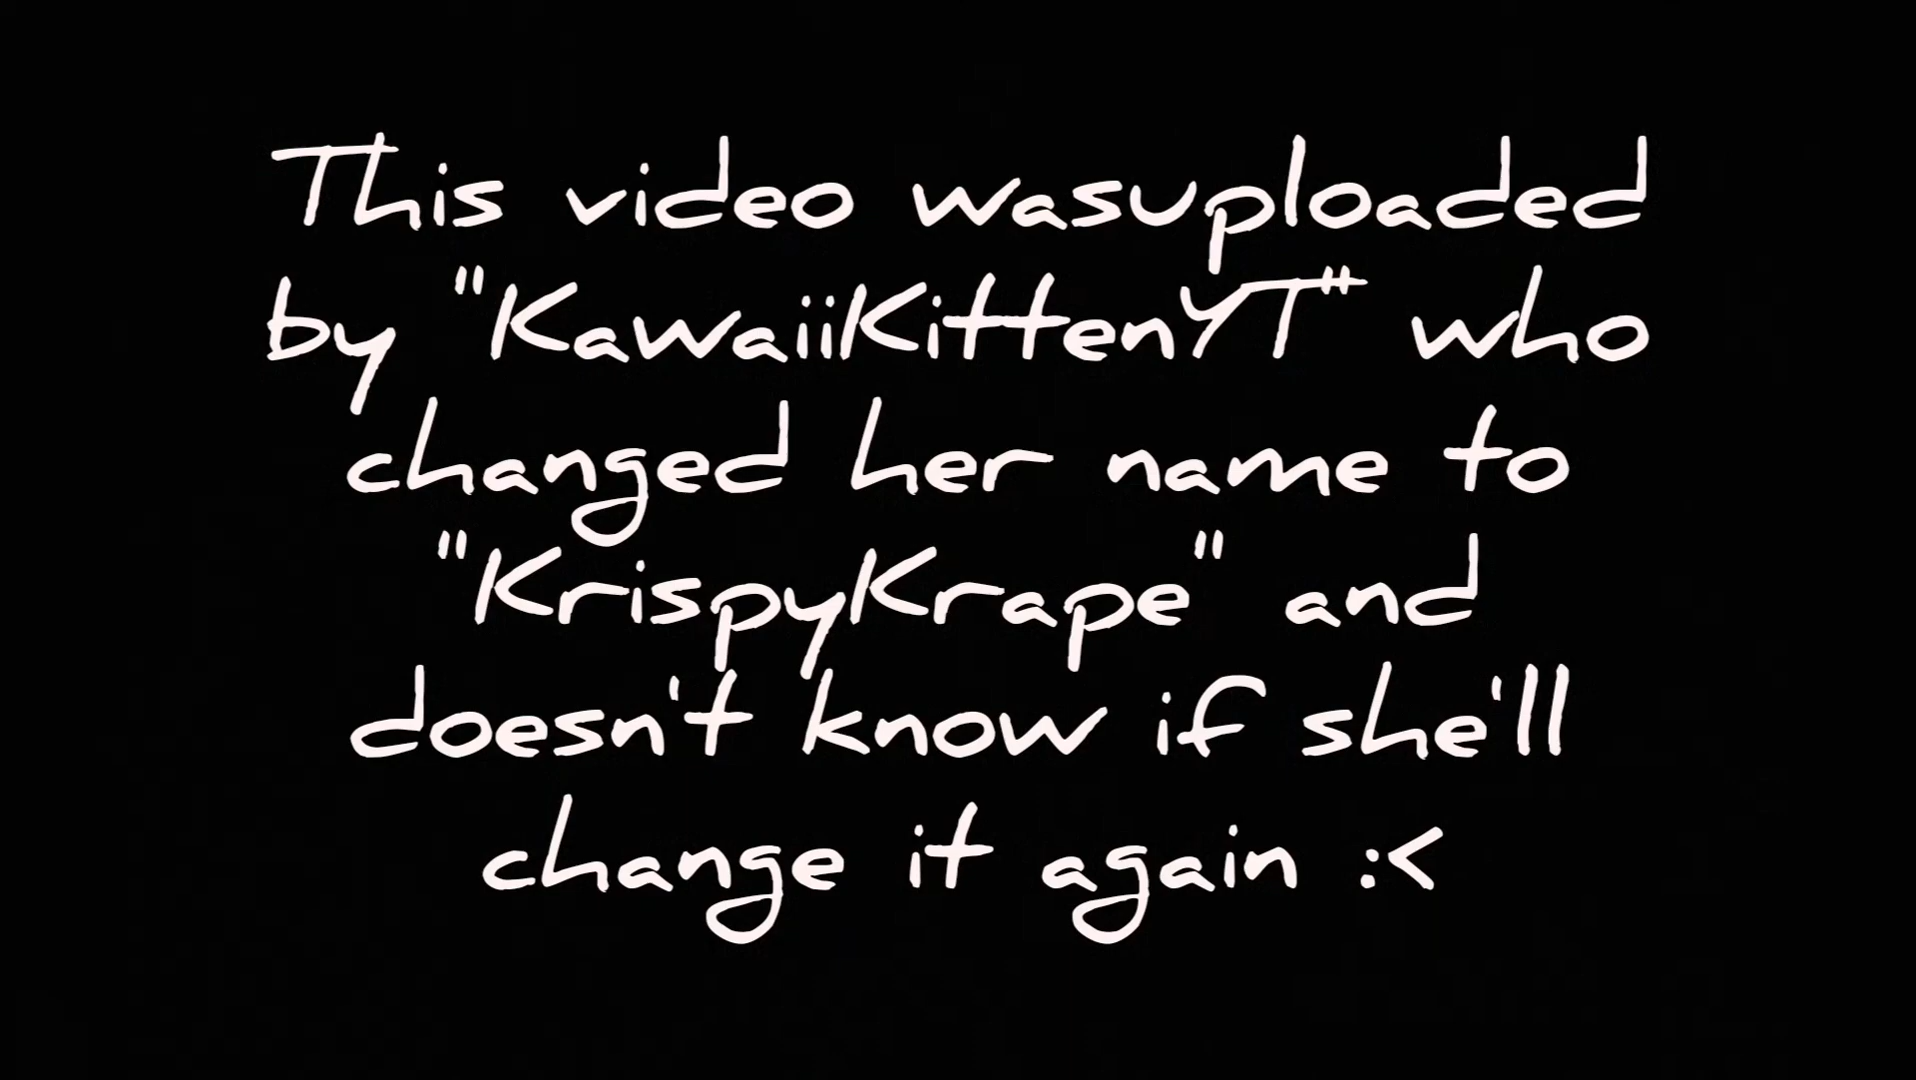 This video wasuploaded
by "KawaiiKittenYT" who
changed her name to
"KrispyKrape" and
doesn't know if she'll
change it again :<